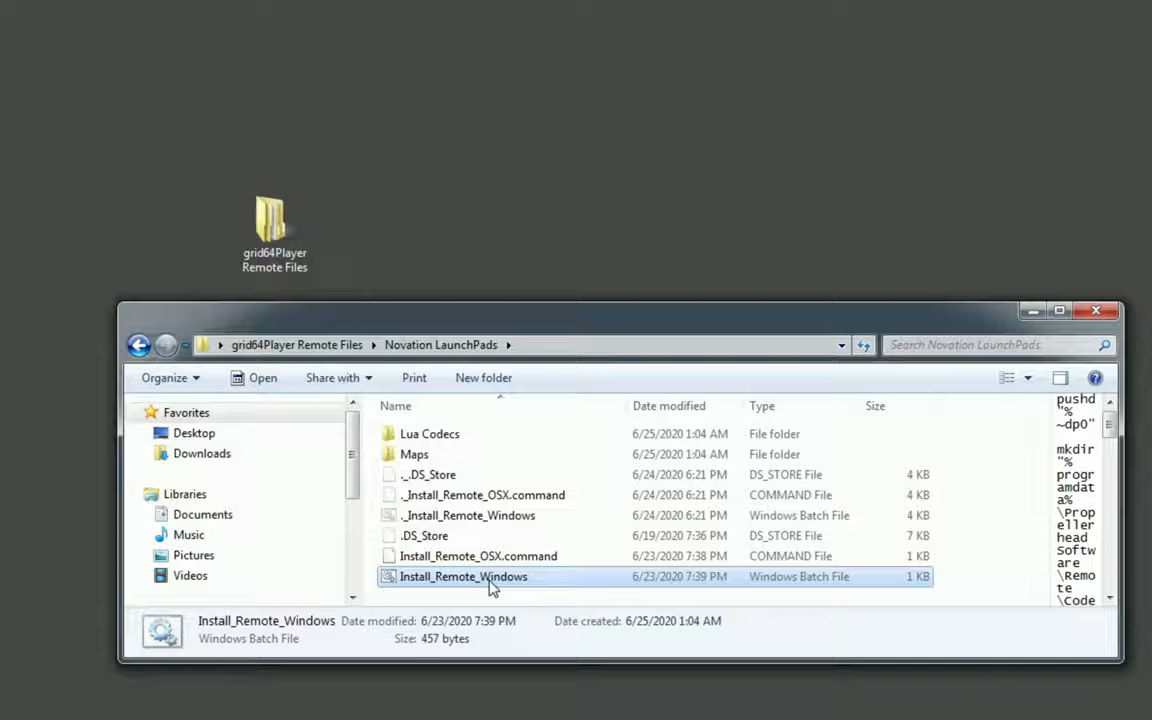 grid64Player
Remote Files
grid64Player Remote Files
Novation LaunchPads
Search Novation LaunchPads
Organize
Open
Share with
Print
New folder
Favorites
Desktop
Downloads
Libraries
Documents
Music
Pictures
Videos
Name Date modified Type Size
Lua Codecs 6/25/2020 1:04 AM File folder
Maps 6/25/2020 1:04 AM File folder
._.DS_Store 6/24/2020 6:21 PM DS_STORE File 4 KB
._Install_Remote_OSX.command 6/24/2020 6:21 PM COMMAND File 4 KB
._Install_Remote_Windows 6/24/2020 6:21 PM Windows Batch File 4 KB
.DS_Store 6/19/2020 7:36 PM DS_STORE File 7 KB
Install_Remote_OSX.command 6/23/2020 7:38 PM COMMAND File 1 KB
Install_Remote_Windows 6/23/2020 7:39 PM Windows Batch File 1 KB
pushd
"%
~dp0"
mkdir
"%
progr
amdat
a%
\Prop
eller
head
Softw
are
\Remo
te
\Code
Install_Remote_Windows Date modified: 6/23/2020 7:39 PM Date created: 6/25/2020 1:04 AM
Windows Batch File Size: 457 bytes